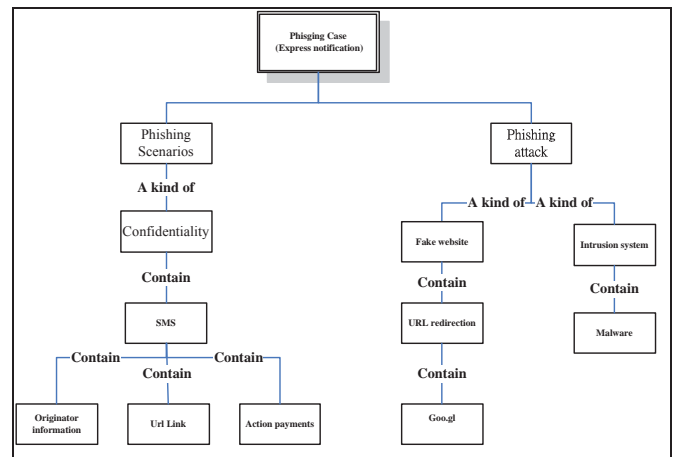 Phisging Case
(Express notification)
Phishing
Scenarios
Phishing
attack
A kind of
A kind of
A kind of
Confidentiality
Fake website
Intrusion system
Contain
Contain
Contain
SMS
URL redirection
Malware
Contain
Contain
Contain
Contain
Originator
information
Url Link
Action payments
Goo.gl